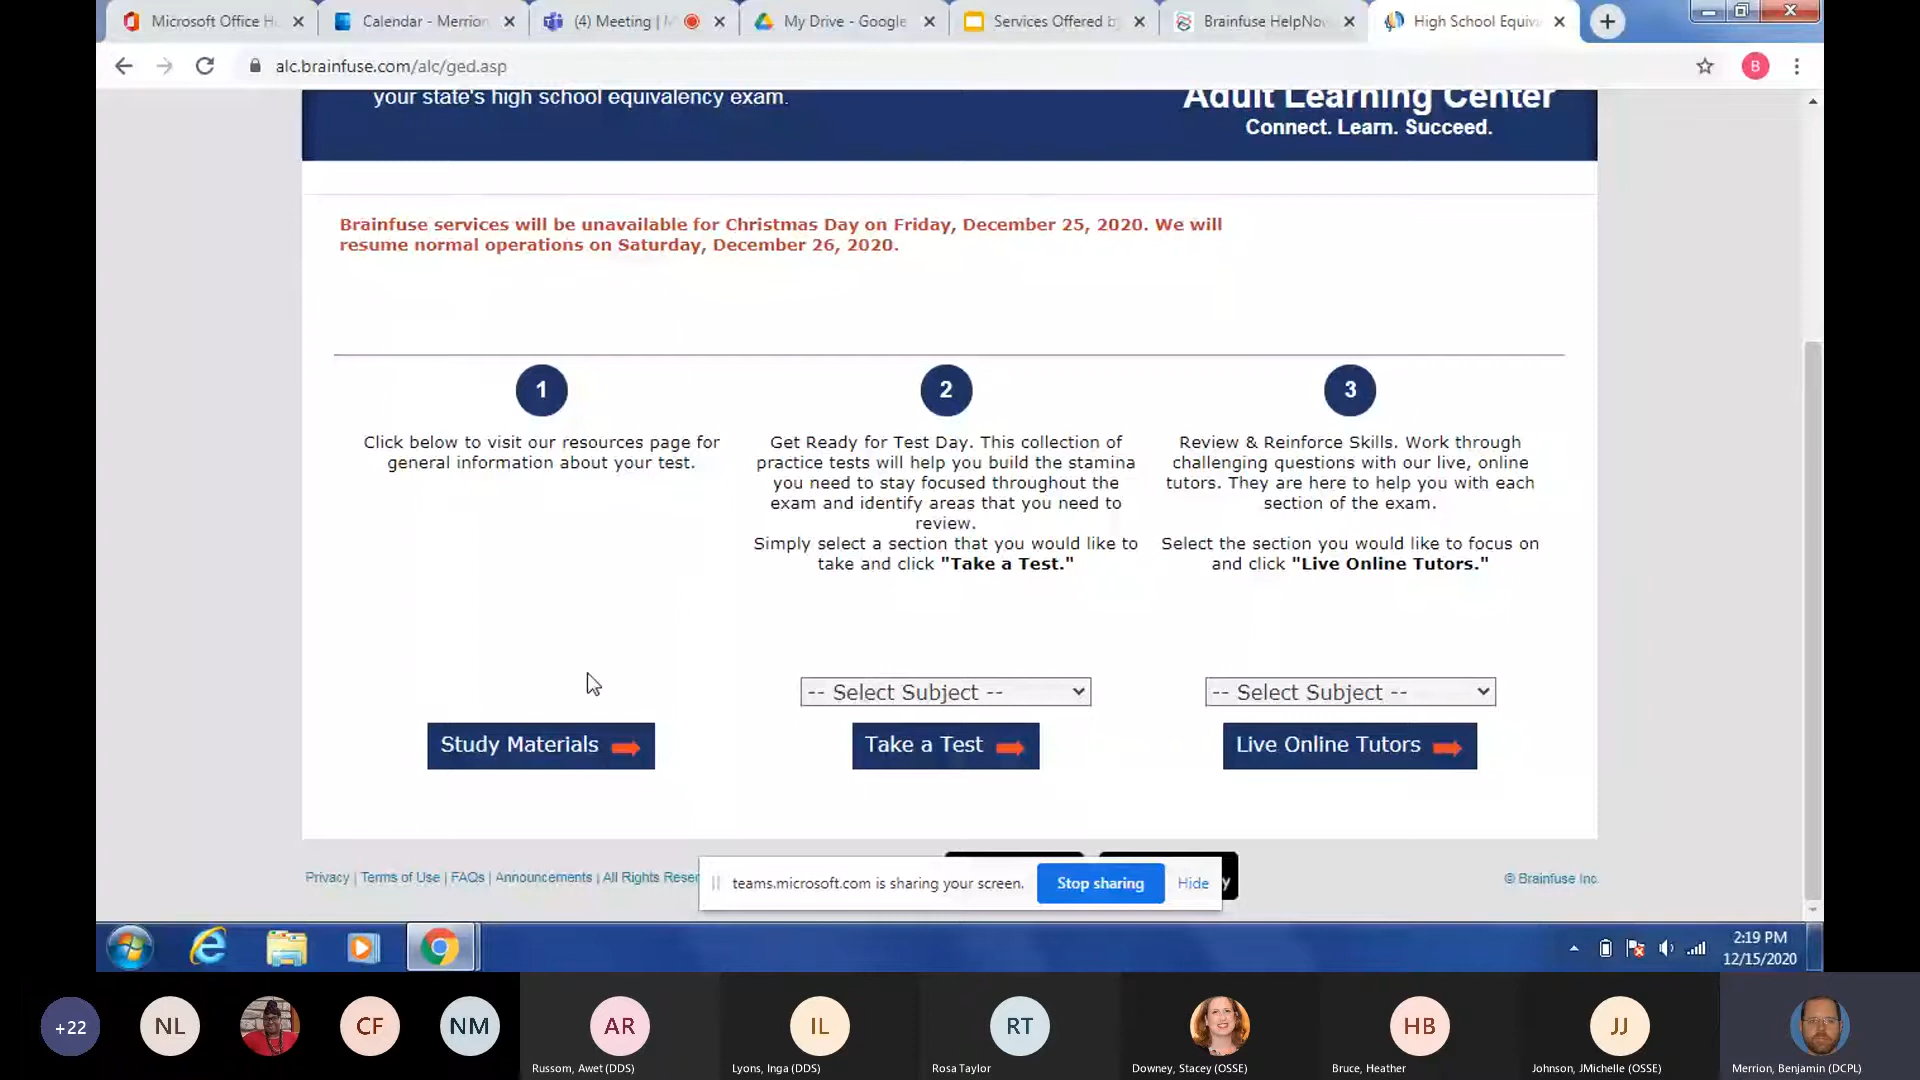 Microsoft Office H
Calendar - Merrion
(4) Meeting |
My Drive - Google
Services Offered b
Brainfuse HelpNo
High School Equiv
alc.brainfuse.com/alc/ged.asp
B
your state's high school equivalency exam.
Adult Learning Center
Connect. Learn. Succeed.
Brainfuse services will be unavailable for Christmas Day on Friday, December 25, 2020. We will
resume normal operations on Saturday, December 26, 2020.
1
Click below to visit our resources page for
general information about your test.
Study Materials
2
Get Ready for Test Day. This collection of
practice tests will help you build the stamina
you need to stay focused throughout the
exam and identify areas that you need to
review.
Simply select a section that you would like to
take and click "Take a Test."
-- Select Subject --
Take a Test
3
Review & Reinforce Skills. Work through
challenging questions with our live, online
tutors. They are here to help you with each
section of the exam.
Select the section you would like to focus on
and click "Live Online Tutors."
-- Select Subject --
Live Online Tutors
Privacy | Terms of Use | FAQs | Announcements | All Rights Reser
© Brainfuse Inc.
teams.microsoft.com is sharing your screen.
Stop sharing
Hide
y
2:19 PM
12/15/2020
+22
NL
CF
NM
AR
Russom, Awet (DDS)
IL
Lyons, Inga (DDS)
RT
Rosa Taylor
Downey, Stacey (OSSE)
HB
Bruce, Heather
JJ
Johnson, JMichelle (OSSE)
Merrion, Benjamin (DCPL)